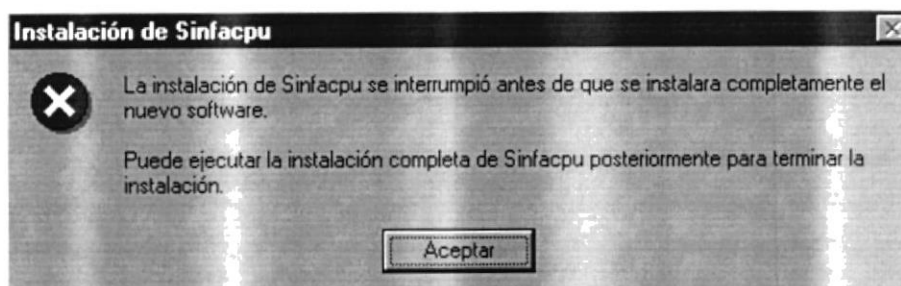 Instalación de Sinfacpu
La instalación de Sinfacpu se interrumpió antes de que se instalara completamente el
nuevo software.
Puede ejecutar la instalación completa de Sinfacpu posteriormente para terminar la
instalación.
Aceptar